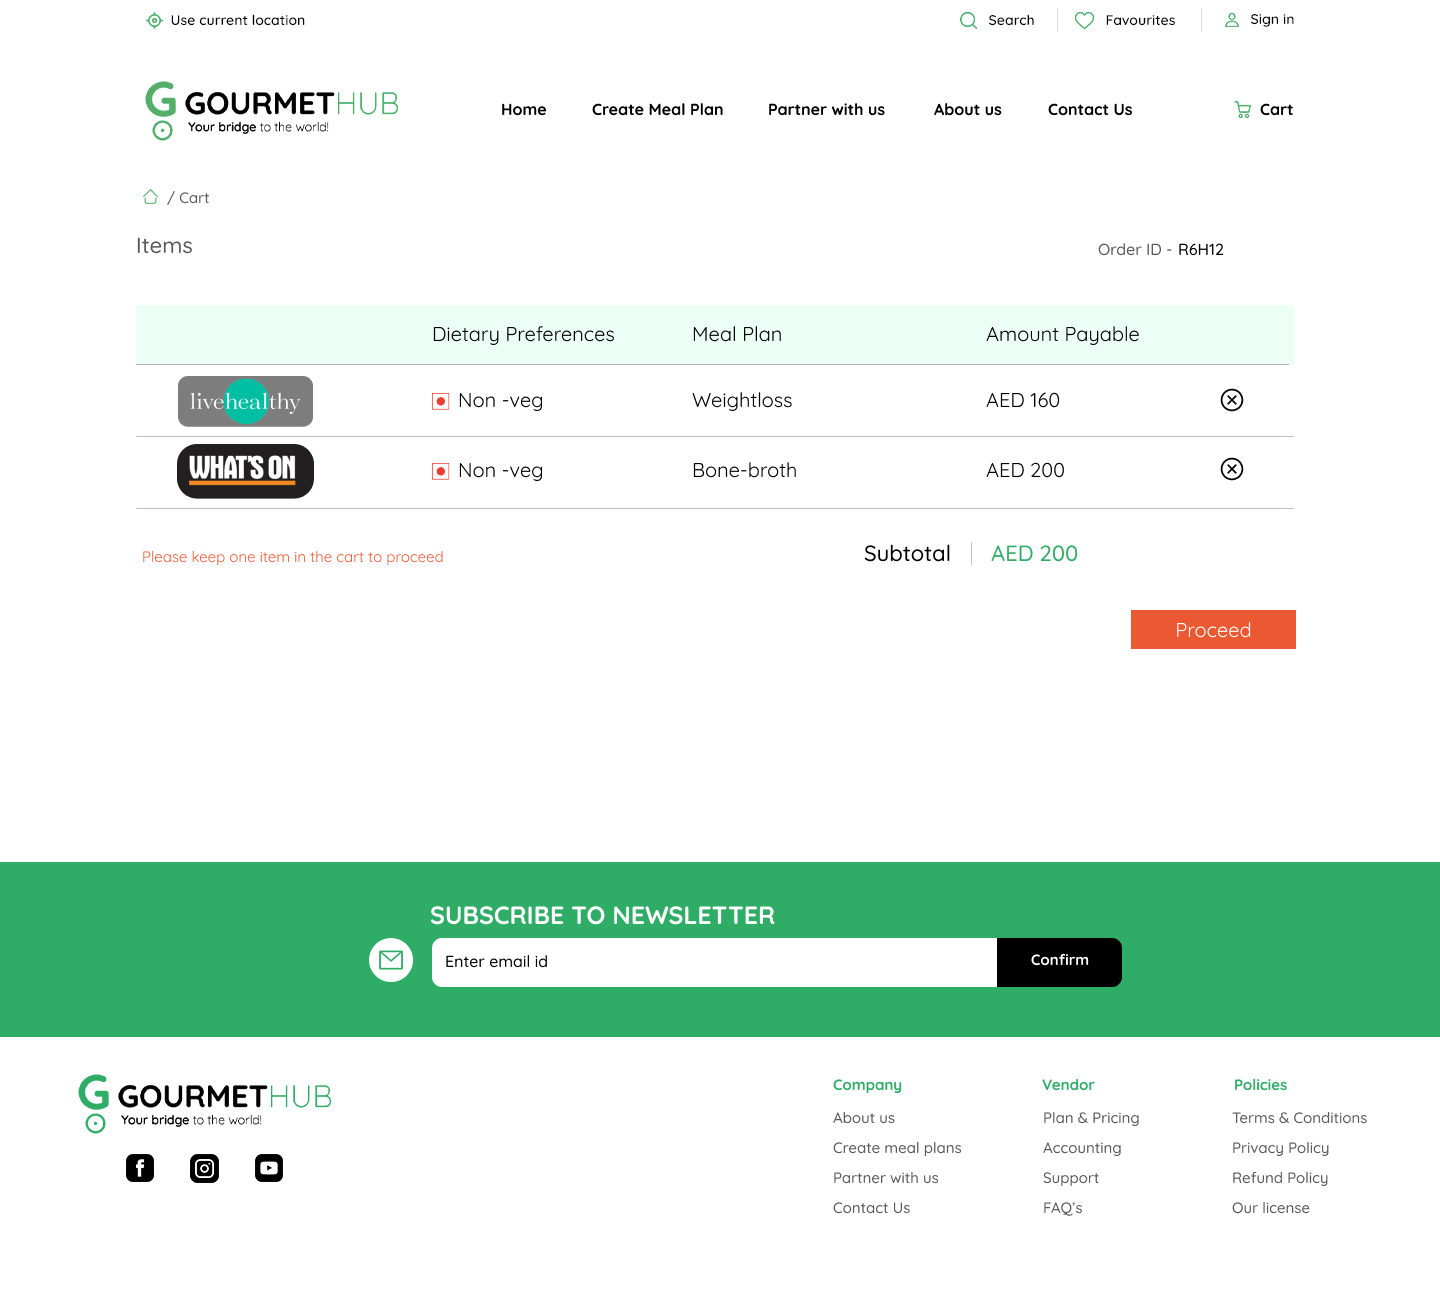 Use current location
Search
Favourites
Sign in
GOURMETHUB
Your bridge to the world!
Home
Create Meal Plan
Partner with us
About us
Contact Us
Cart
/ Cart
Items
Order ID - R6H12
Dietary Preferences
Meal Plan
Amount Payable
livehealthy
Non -veg
Weightloss
AED 160
WHAT'S ON
Non -veg
Bone-broth
AED 200
Please keep one item in the cart to proceed
Subtotal
AED 200
Proceed
SUBSCRIBE TO NEWSLETTER
Enter email id
Confirm
GOURMETHUB
Your bridge to the world!
Company
About us
Create meal plans
Partner with us
Contact Us
Vendor
Plan & Pricing
Accounting
Support
FAQ's
Policies
Terms & Conditions
Privacy Policy
Refund Policy
Our license